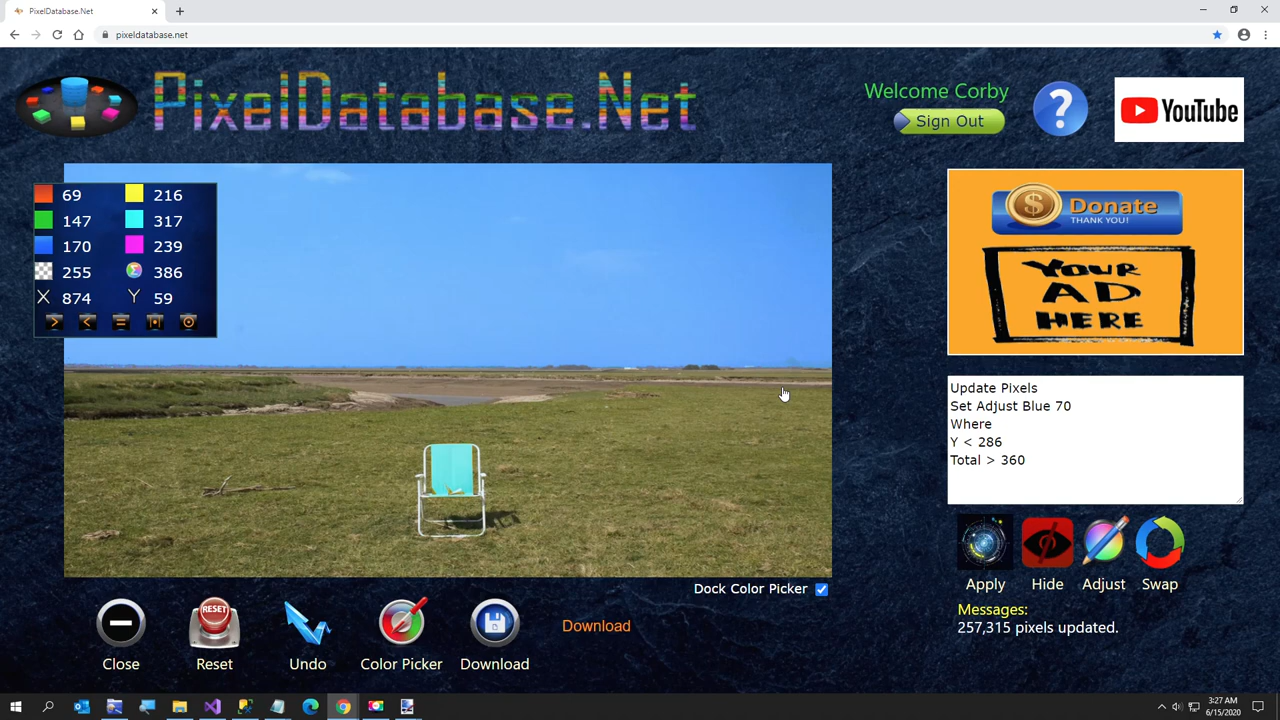 PixelDatabase.Net
pixeldatabase.net
PixelDatabase.Net
Welcome Corby
Sign Out
?
YouTube
69
216
147
317
170
239
255
386
X 874
Y 59
Donate
THANK YOU!
YOUR
AD
HERE
Update Pixels
Set Adjust Blue 70
Where
Y < 286
Total > 360
Dock Color Picker
Apply
Hide
Adjust
Swap
Messages:
257,315 pixels updated.
RESET
Download
Close
Reset
Undo
Color Picker
Download
3:27 AM
6/15/2020